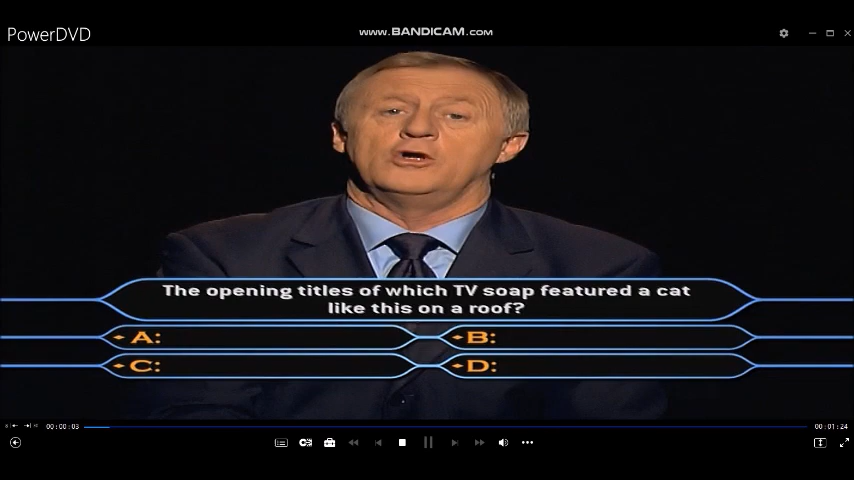 www.BANDICAM.com
PowerDVD
The opening titles of which TV soap featured a cat
like this on a roof?
A:
B:
C:
D:
00:00:03
00:01:24